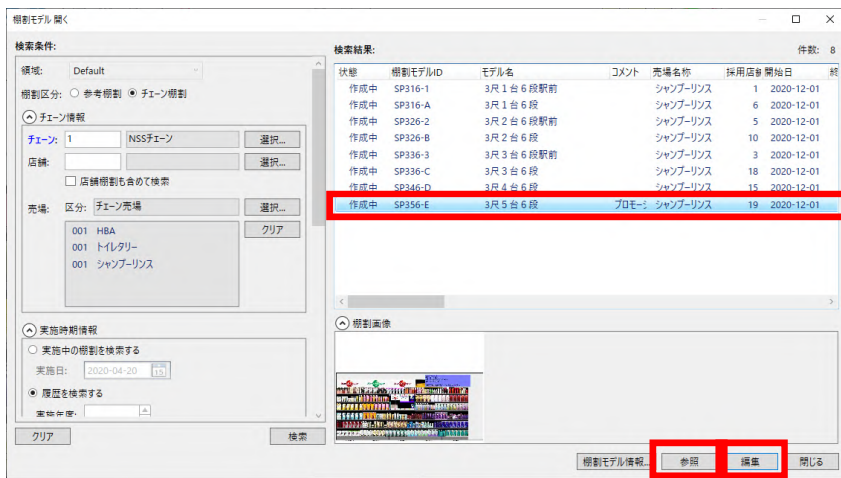 棚割モデル 開く
検索条件:
領域: Default
棚割区分: 参考棚割 チェーン棚割
チェーン情報
チェーン: 1 NSSチェーン 選択...
店舗: 選択...
店舗棚割も含めて検索
売場: 区分: チェーン売場 選択...
001 HBA クリア
001 トイレタリー
001 シャンプーリンス
実施時期情報
実施中の棚割を検索する
実施日: 2020-04-20 15
履歴を検索する
実施年度:
クリア 検索
検索結果: 件数: 8
状態 棚割モデルID モデル名 コメント 売場名称 採用店舗 開始日 終
作成中 SP316-1 3尺1台6段駅前 シャンプーリンス 1 2020-12-01
作成中 SP316-A 3尺1台6段 シャンプーリンス 6 2020-12-01
作成中 SP326-2 3尺2台6段駅前 シャンプーリンス 5 2020-12-01
作成中 SP326-B 3尺2台6段 シャンプーリンス 10 2020-12-01
作成中 SP336-3 3尺3台6段駅前 シャンプーリンス 3 2020-12-01
作成中 SP336-C 3尺3台6段 シャンプーリンス 18 2020-12-01
作成中 SP346-D 3尺4台6段 シャンプーリンス 15 2020-12-01
作成中 SP356-E 3尺5台6段 プロモーシ シャンプーリンス 19 2020-12-01
棚割画像
棚割モデル情報... 参照 編集 閉じる